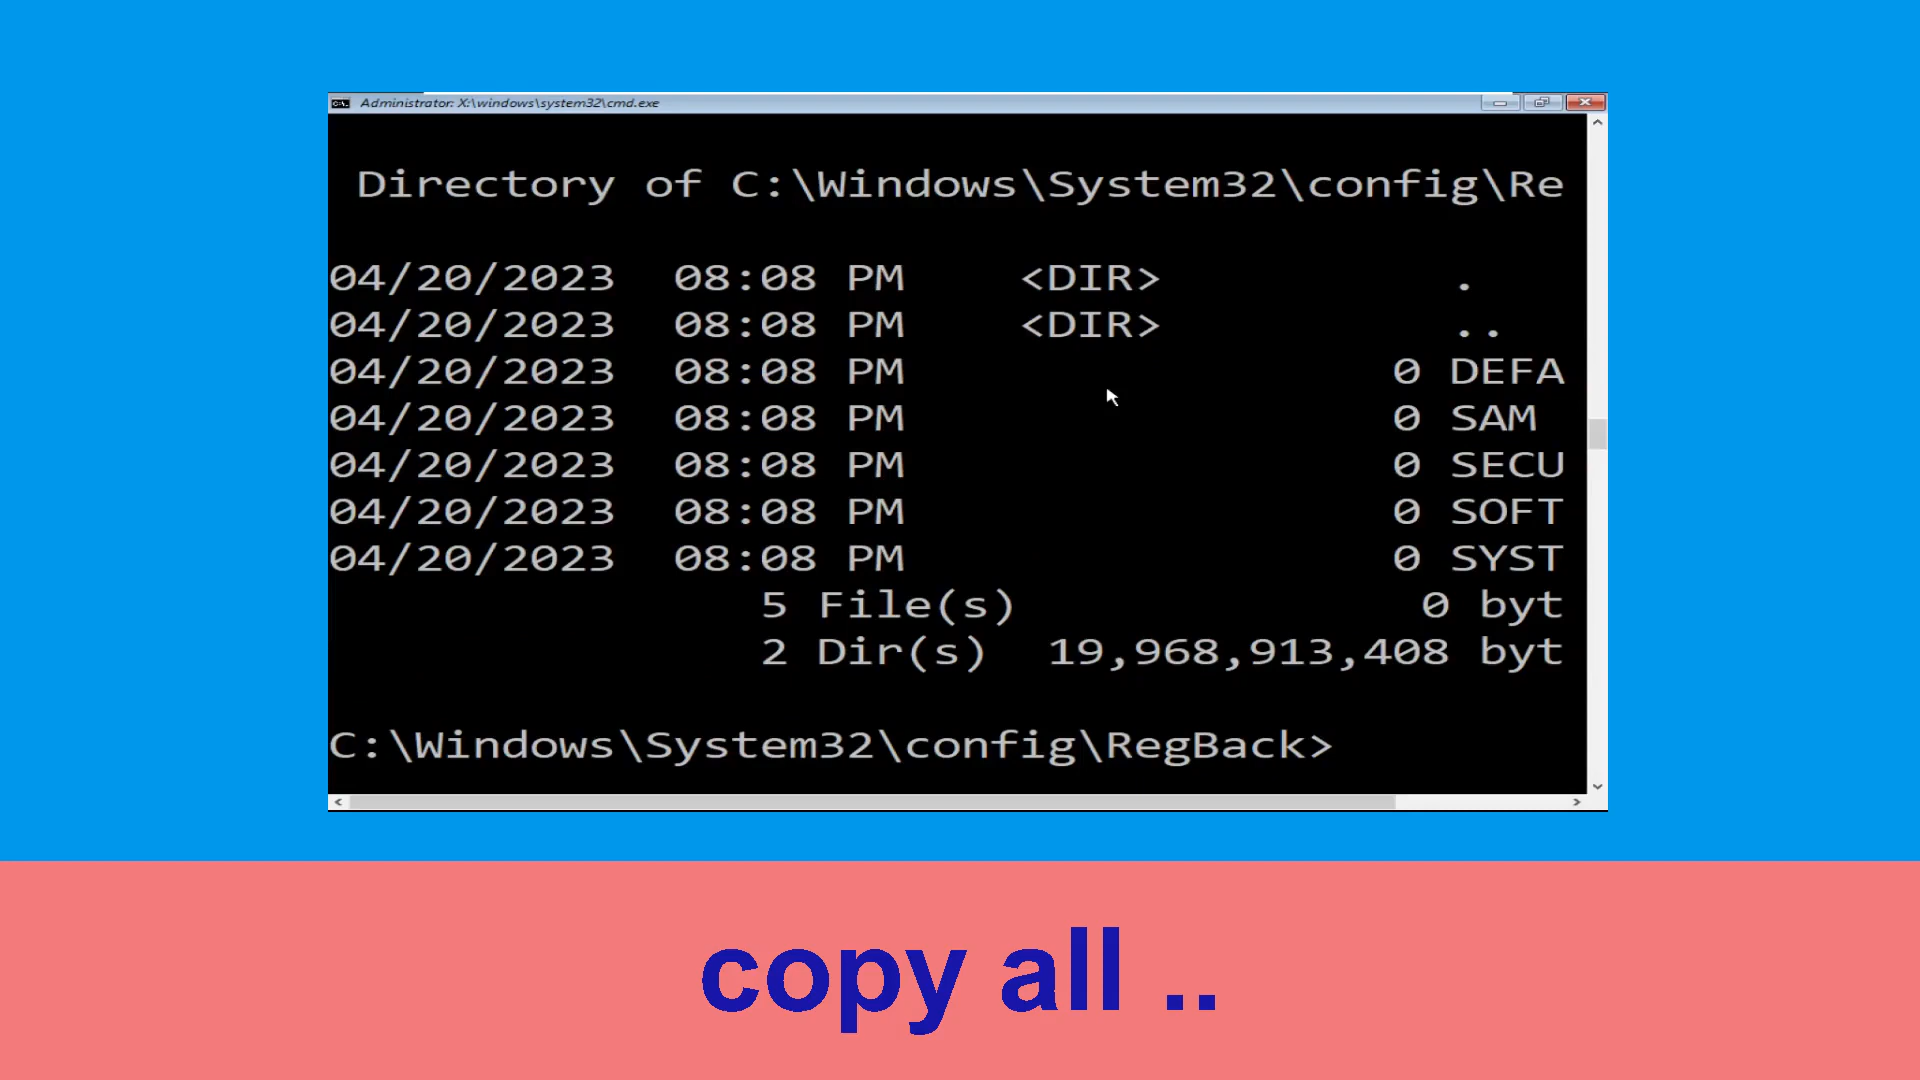 Administrator: X:\windows\system32\cmd.exe
Directory of C:\Windows\System32\config\Re
04/20/2023 08:08 PM <DIR> .
04/20/2023 08:08 PM <DIR> ..
04/20/2023 08:08 PM 0 DEFA
04/20/2023 08:08 PM 0 SAM
04/20/2023 08:08 PM 0 SECU
04/20/2023 08:08 PM 0 SOFT
04/20/2023 08:08 PM 0 SYST
5 File(s) 0 byt
2 Dir(s) 19,968,913,408 byt
C:\Windows\System32\config\RegBack>
copy all ..